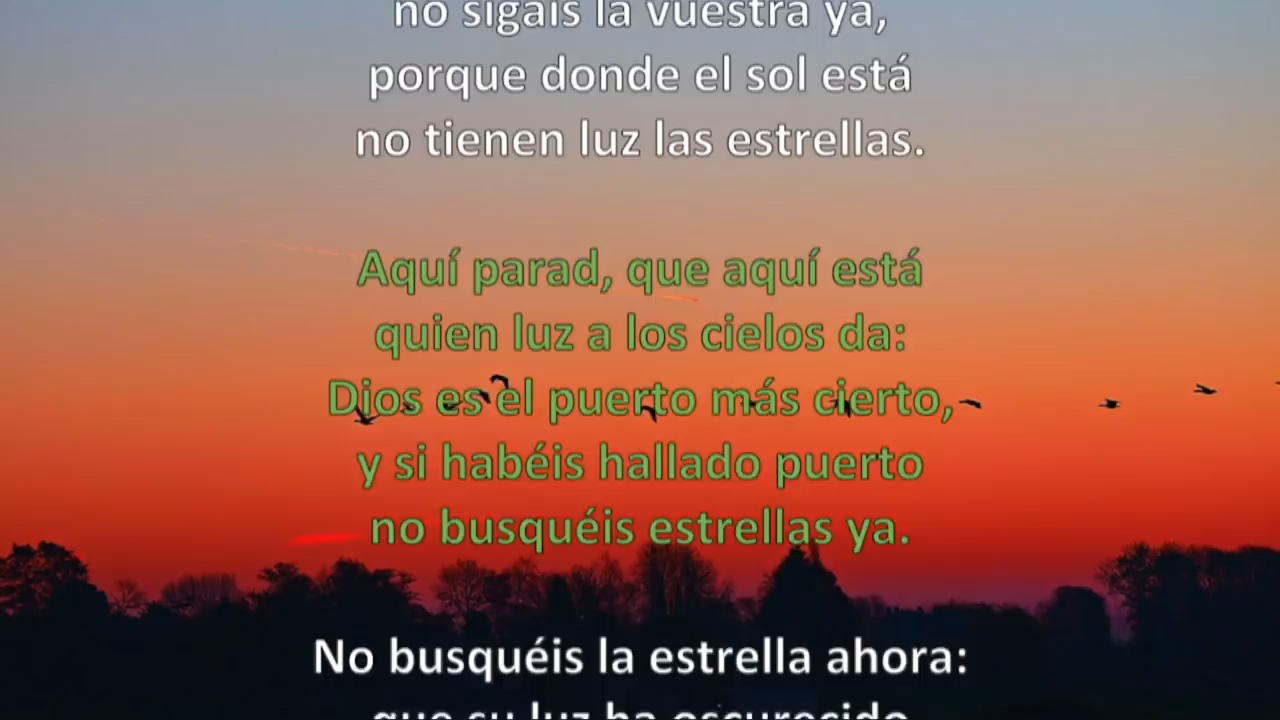 no sigáis la vuestra ya,
porque donde el sol está
no tienen luz las estrellas.
Aquí parad, que aquí está
quien luz a los cielos da:
Dios es el puerto más cierto,
y si habéis hallado puerto
no busquéis estrellas ya.
No busquéis la estrella ahora:
que su luz ha oscurecido